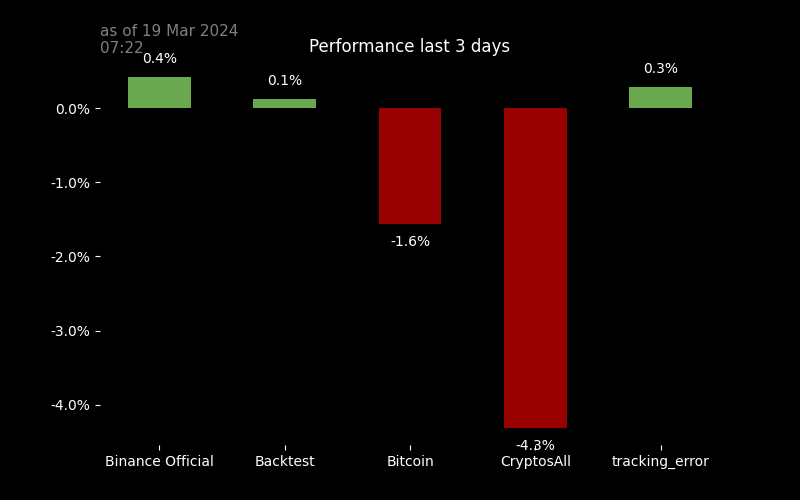 as of 19 Mar 2024
07:22
Performance last 3 days
0.4%
0.1%
0.3%
0.0%
-1.0%
-1.6%
-2.0%
-3.0%
-4.0%
-4.3%
Binance Official
Backtest
Bitcoin
CryptosAll
tracking_error